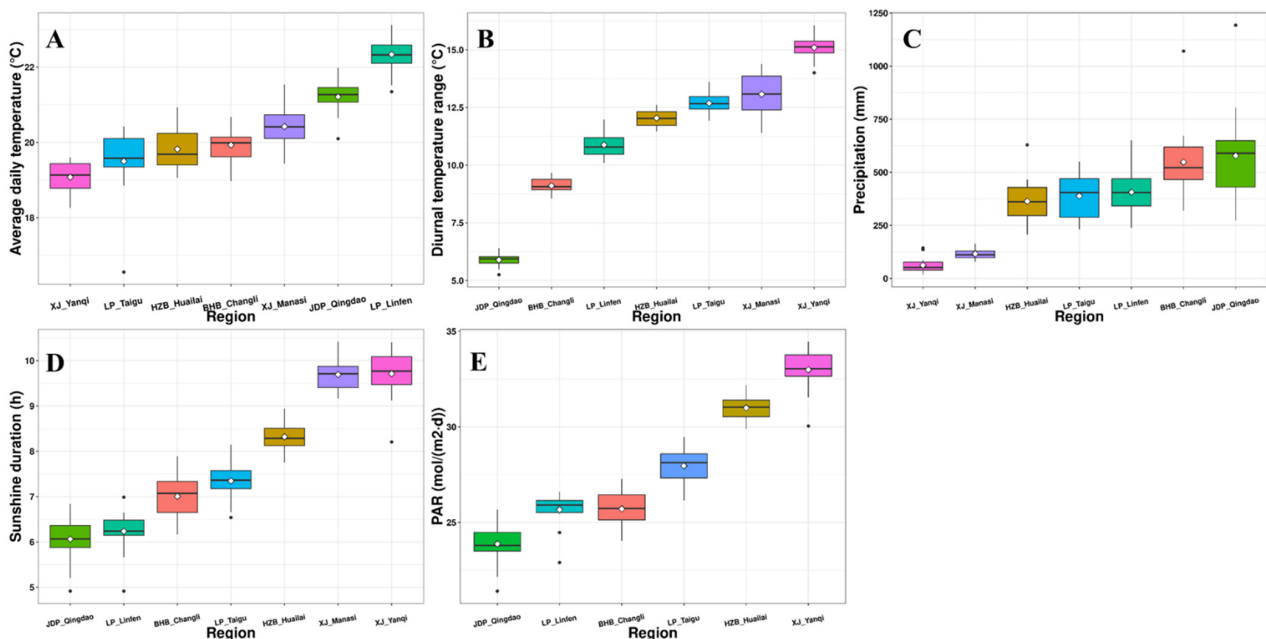 A
Average daily temperature (°C)
22
20
18
XJ_Yanqi LP_Taigu HZB_Huailai BHB_Changli XJ_Manasi JDP_Qingdao LP_Linfen
Region
B
Diurnal temperature range (°C)
15.0
12.5
10.0
7.5
5.0
JDP_Qingdao BHB_Changli LP_Linfen HZB_Huailai LP_Taigu XJ_Manasi XJ_Yanqi
Region
C
Precipitation (mm)
1250
1000
750
500
250
0
XJ_Yanqi XJ_Manasi HZB_Huailai LP_Taigu LP_Linfen BHB_Changli JDP_Qingdao
Region
D
Sunshine duration (h)
10
9
8
7
6
5
JDP_Qingdao LP_Linfen BHB_Changli LP_Taigu HZB_Huailai XJ_Manasi XJ_Yanqi
Region
E
PAR (mol/(m2·d))
35
30
25
JDP_Qingdao LP_Linfen BHB_Changli LP_Taigu HZB_Huailai XJ_Yanqi
Region